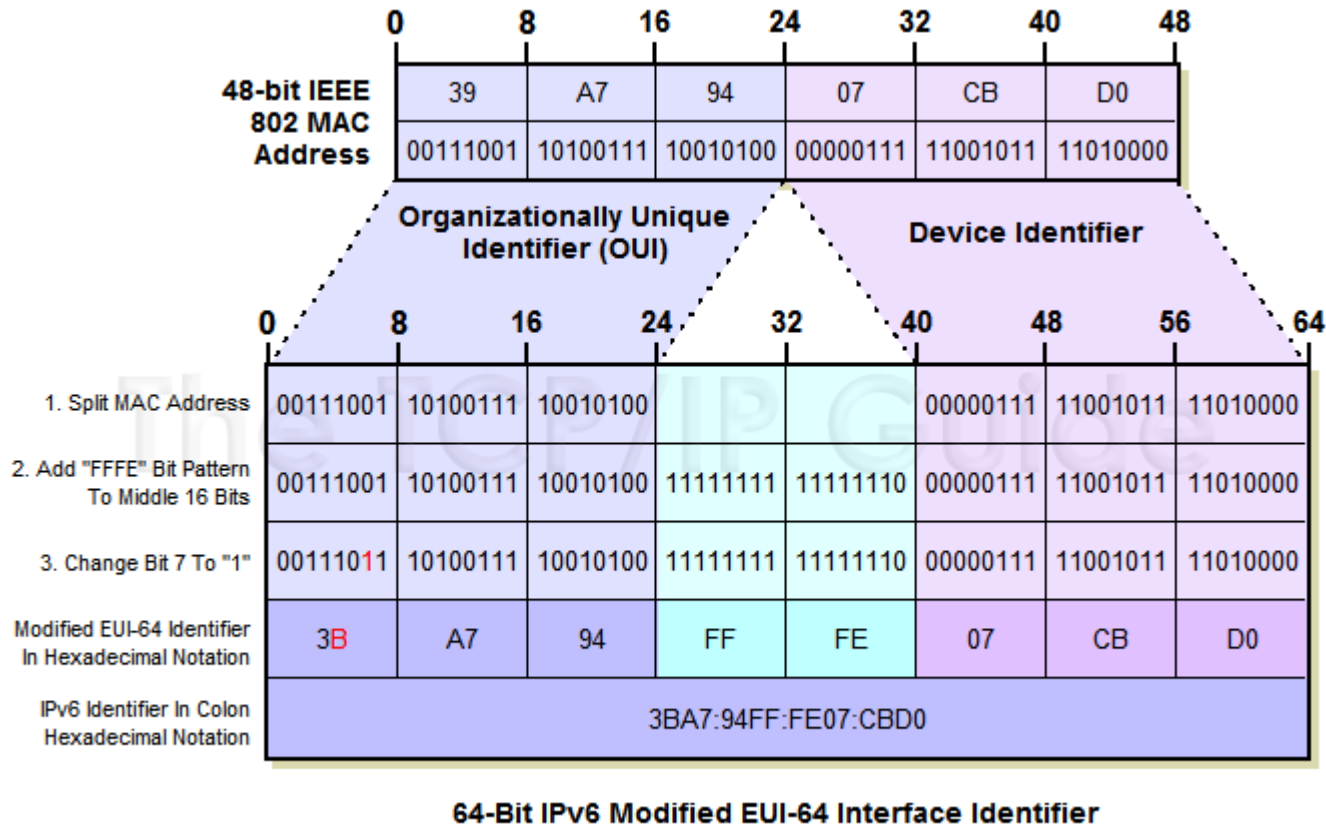 0 8 16 24 32 40 48
48-bit IEEE
802 MAC
Address
39 A7 94 07 CB D0
00111001 10100111 10010100 00000111 11001011 11010000
Organizationally Unique
Identifier (OUI)
Device Identifier
0 8 16 24 32 40 48 56 64
The TCP/IP Guide
1. Split MAC Address
00111001 10100111 10010100 00000111 11001011 11010000
2. Add "FFFE" Bit Pattern
To Middle 16 Bits
00111001 10100111 10010100 11111111 11111110 00000111 11001011 11010000
3. Change Bit 7 To "1"
00111011 10100111 10010100 11111111 11111110 00000111 11001011 11010000
Modified EUI-64 Identifier
In Hexadecimal Notation
3B A7 94 FF FE 07 CB D0
IPv6 Identifier In Colon
Hexadecimal Notation
3BA7:94FF:FE07:CBD0
64-Bit IPv6 Modified EUI-64 Interface Identifier